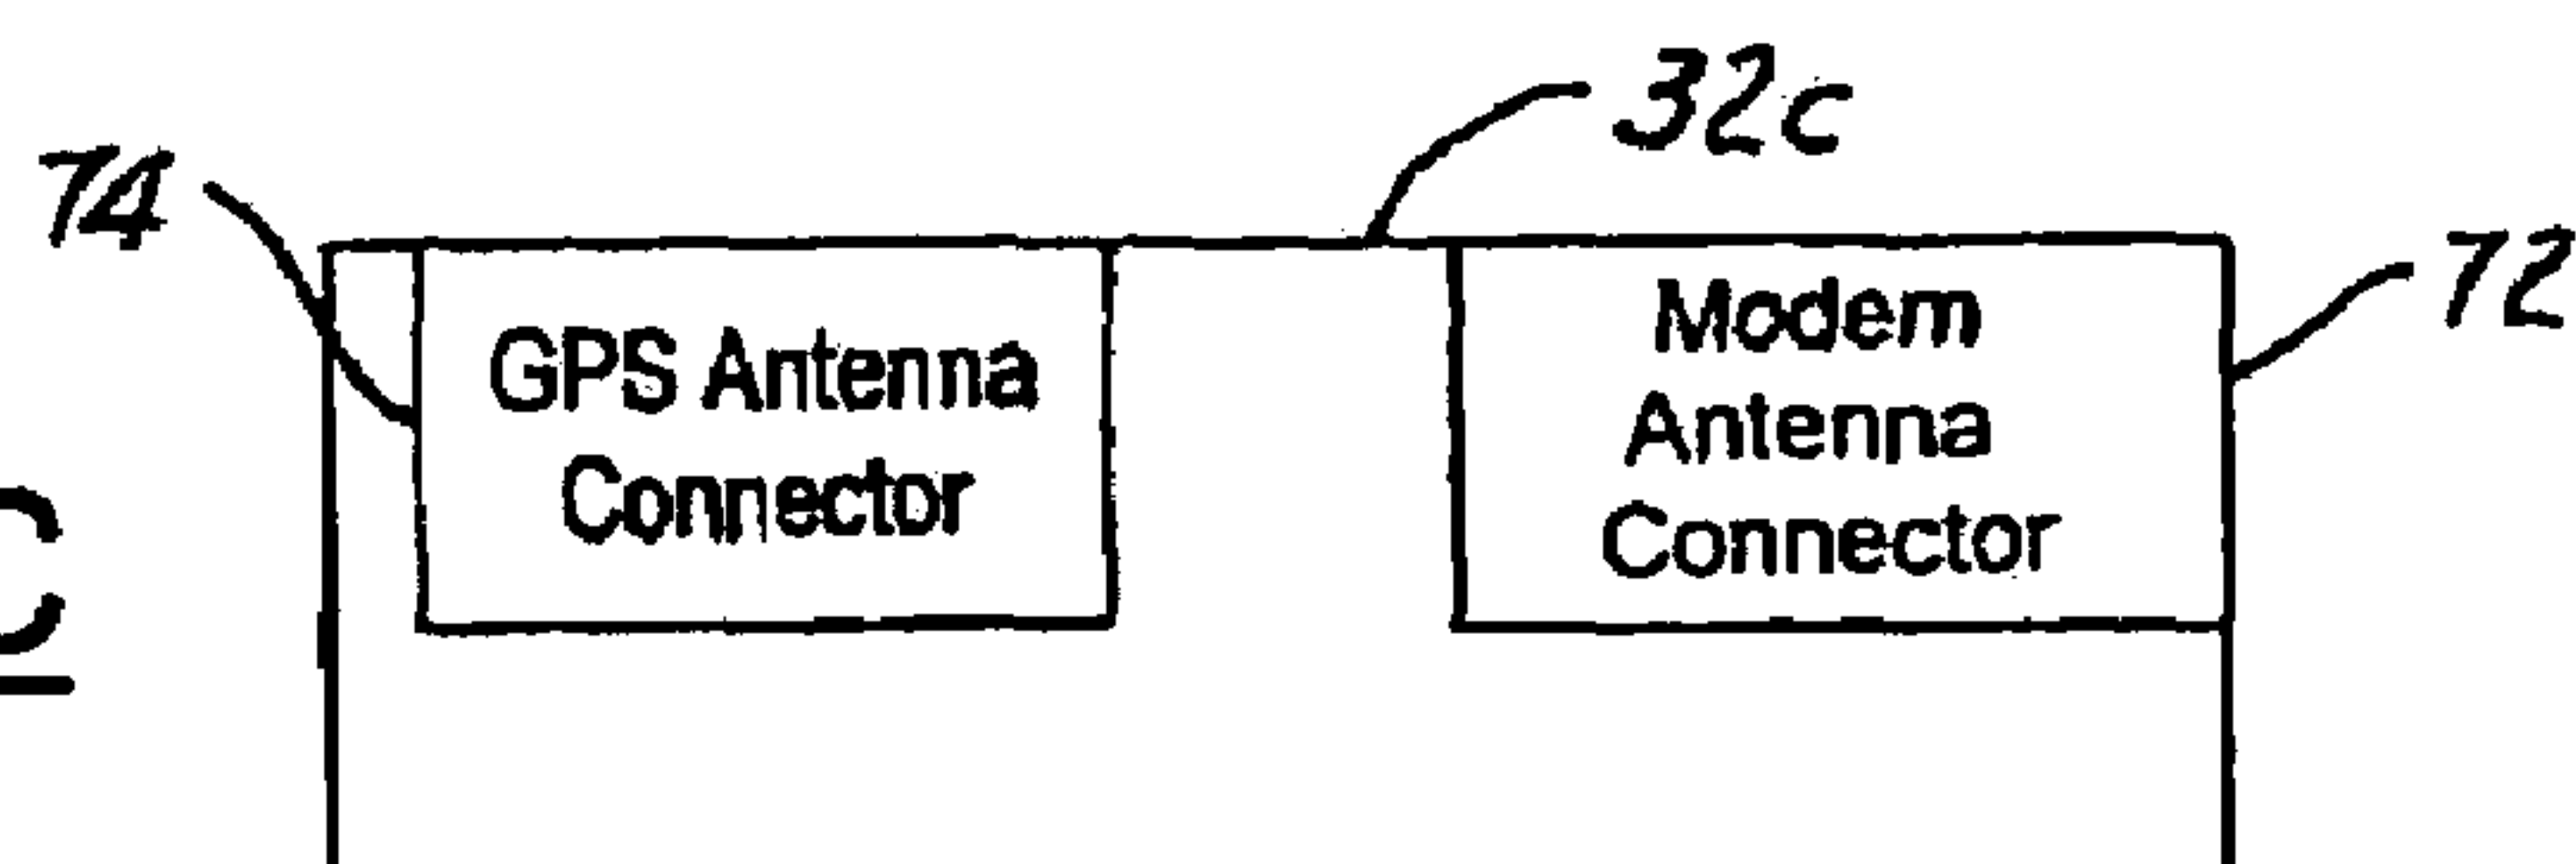 32c
74
72
GPS Antenna
Connector
Modem
Antenna
Connector
C